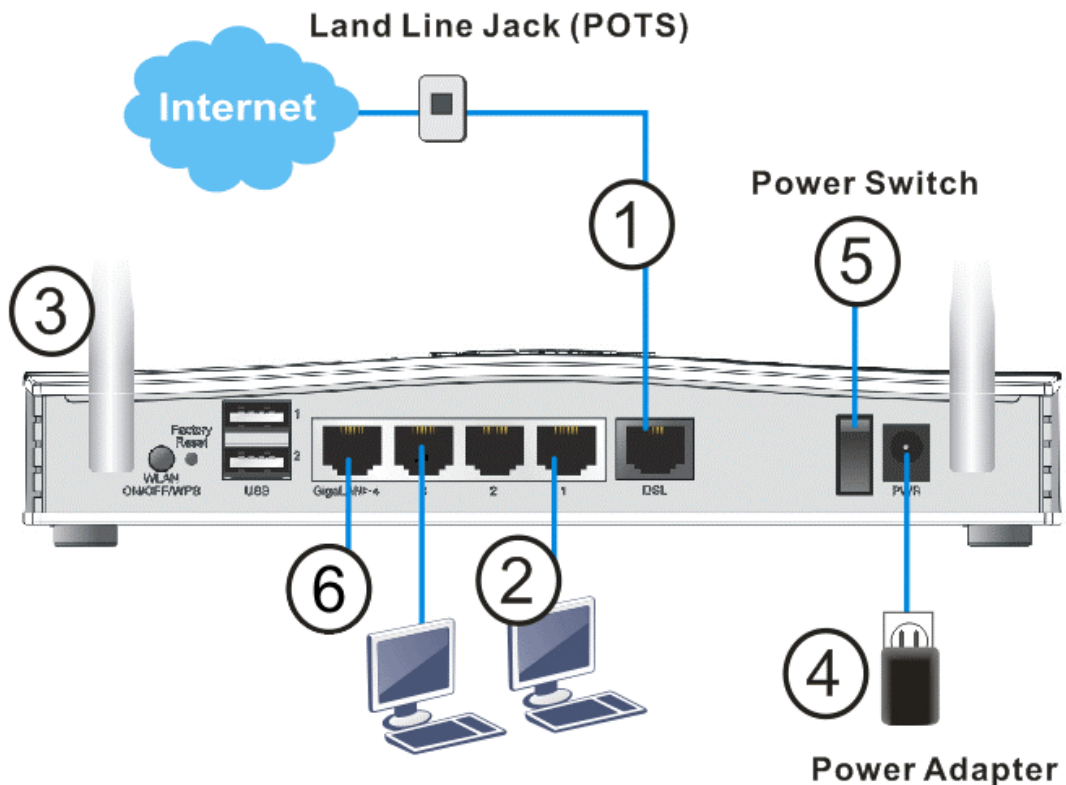 Land Line Jack (POTS)
Internet
Power Switch
1
5
3
Factory
Reset
WLAN
ON/OFF/WPS
1
2
USB
3
2
1
DSL
PWR
6
2
4
Power Adapter